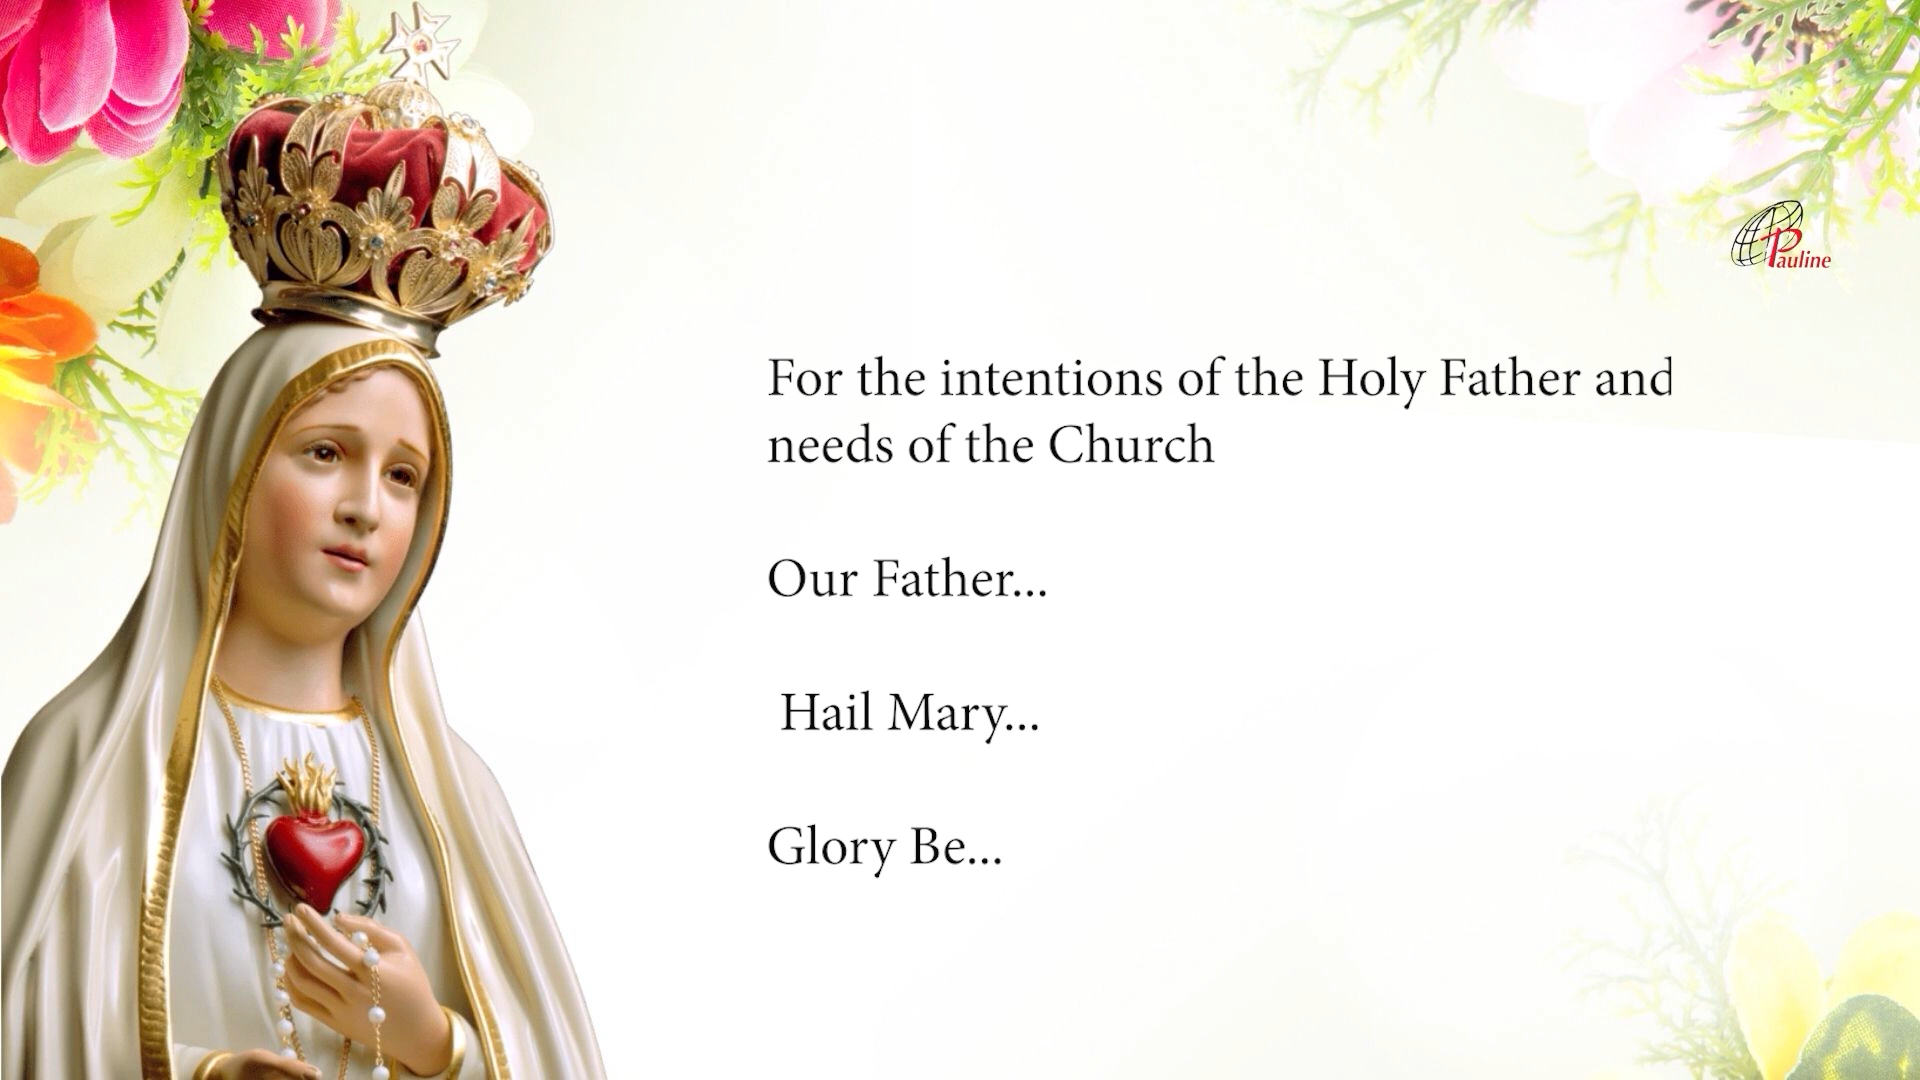 Pauline
For the intentions of the Holy Father and
needs of the Church
Our Father...
Hail Mary...
Glory Be...